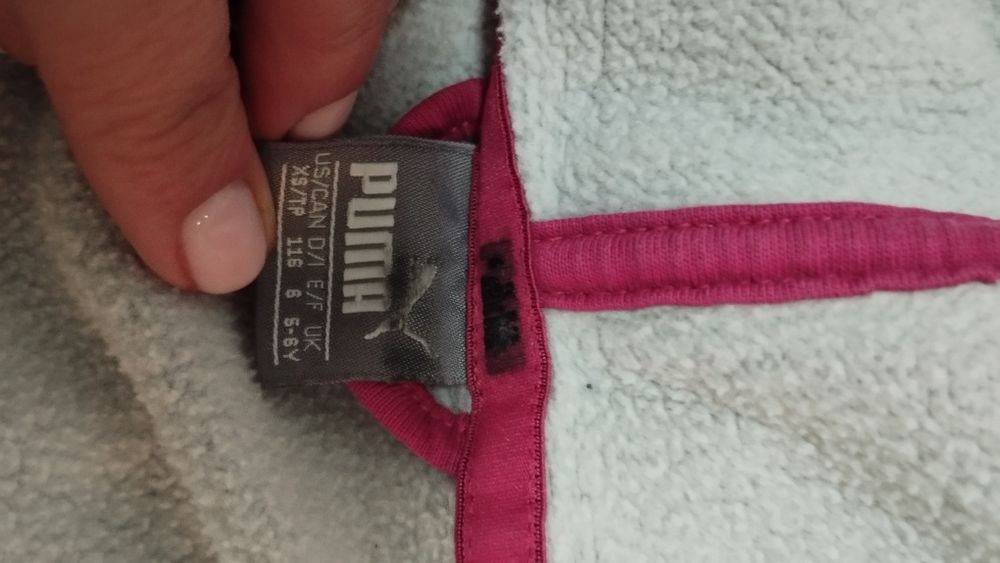 PUMA
US/CAN D/I E/F UK
XS/TP 116 6 5-6Y